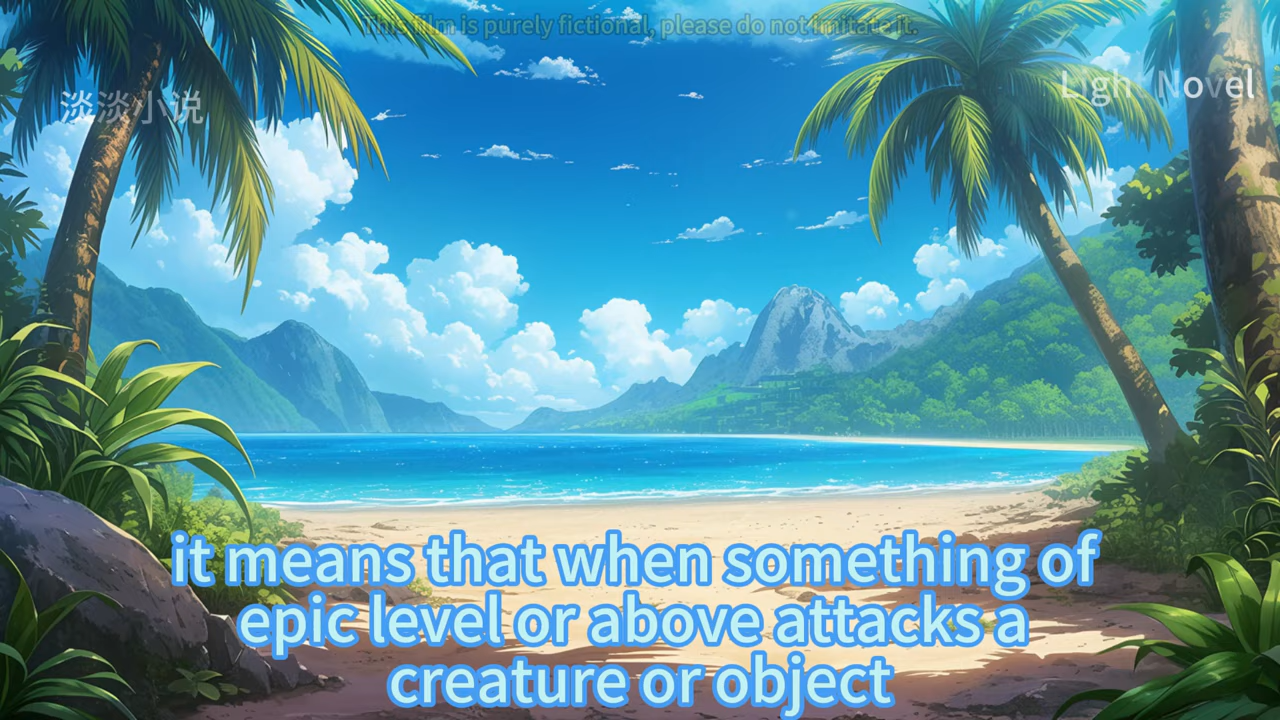 This film is purely fictional, please do not imitate it.
淡淡小说
Light Novel
it means that when something of
epic level or above attacks a
creature or object